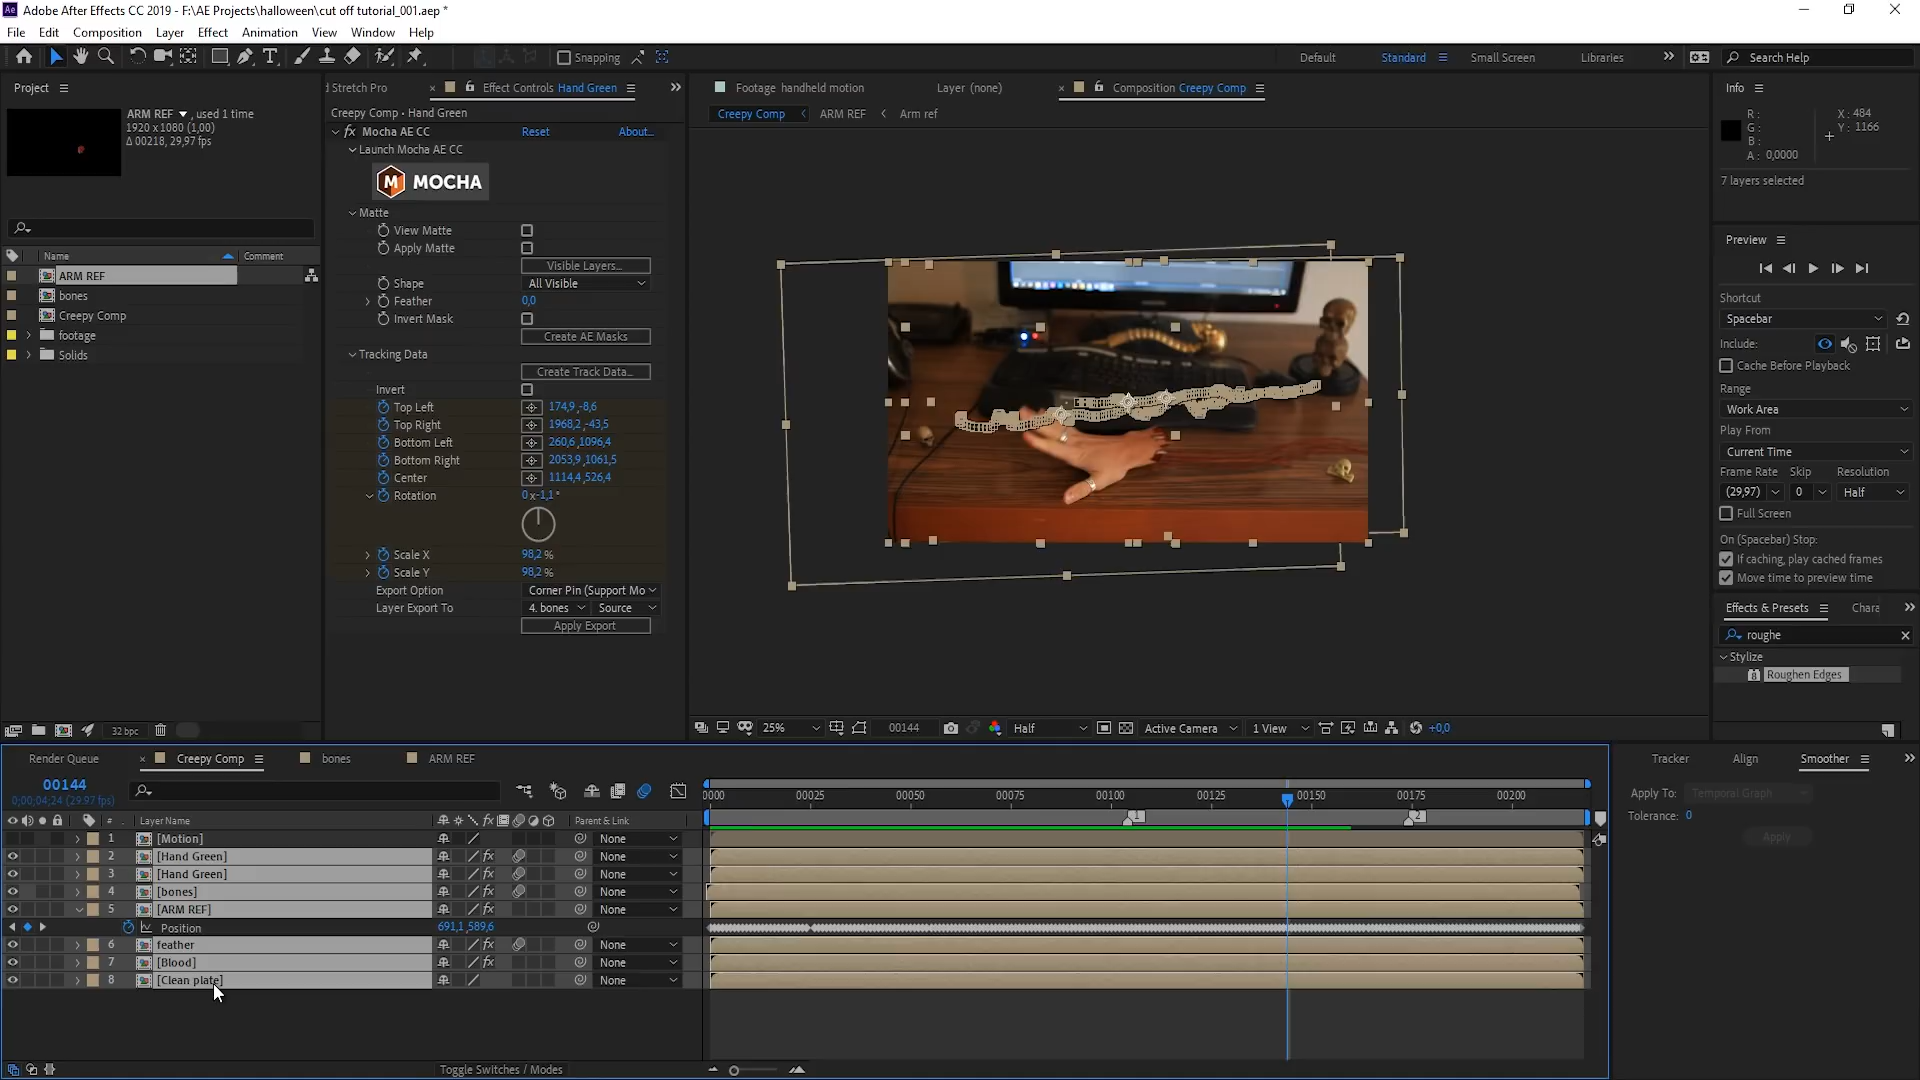 Adobe After Effects CC 2019 - F:\AE Projects\halloween\cut off tutorial_001.aep *
File Edit Composition Layer Effect Animation View Window Help
Snapping Default Standard Small Screen Libraries Search Help
Project
ARM REF , used 1 time
1920 x 1080 (1,00)
Δ 00218, 29,97 fps
Name Comment
ARM REF
bones
Creepy Comp
footage
Solids
32 bpc
d Stretch Pro Effect Controls Hand Green
Creepy Comp • Hand Green
fx Mocha AE CC Reset About...
Launch Mocha AE CC
M MOCHA
Matte
View Matte
Apply Matte
Visible Layers...
Shape All Visible
Feather 0,0
Invert Mask
Create AE Masks
Tracking Data
Create Track Data...
Invert
Top Left 174,9,-8,6
Top Right 1968,2,-43,5
Bottom Left 260,6,1096,4
Bottom Right 2053,9,1061,5
Center 1114,4,526,4
Rotation 0x-1,1°
Scale X 98,2 %
Scale Y 98,2 %
Export Option Corner Pin (Support Mo
Layer Export To 4. bones Source
Apply Export
Footage handheld motion Layer (none) Composition Creepy Comp
Creepy Comp ARM REF Arm ref
25% 00144 Half Active Camera 1 View +0,0
Info
R :
G :
B :
A : 0,0000
X : 484
Y : 1166
7 layers selected
Preview
Shortcut
Spacebar
Include:
Cache Before Playback
Range
Work Area
Play From
Current Time
Frame Rate Skip Resolution
(29,97) 0 Half
Full Screen
On (Spacebar) Stop:
If caching, play cached frames
Move time to preview time
Effects & Presets Chara
roughe
Stylize
Roughen Edges
Render Queue Creepy Comp bones ARM REF
00144
0;00;04;24 (29.97 fps)
# Layer Name fx Parent & Link
0000 00025 00050 00075 00100 00125 00150 00175 00200
1 2
1 [Motion] None
2 [Hand Green] fx None
3 [Hand Green] fx None
4 [bones] fx None
5 [ARM REF] fx None
Position 691,1,589,6
6 feather fx None
7 [Blood] fx None
8 [Clean plate] None
Toggle Switches / Modes
Tracker Align Smoother
Apply To: Temporal Graph
Tolerance: 0
Apply